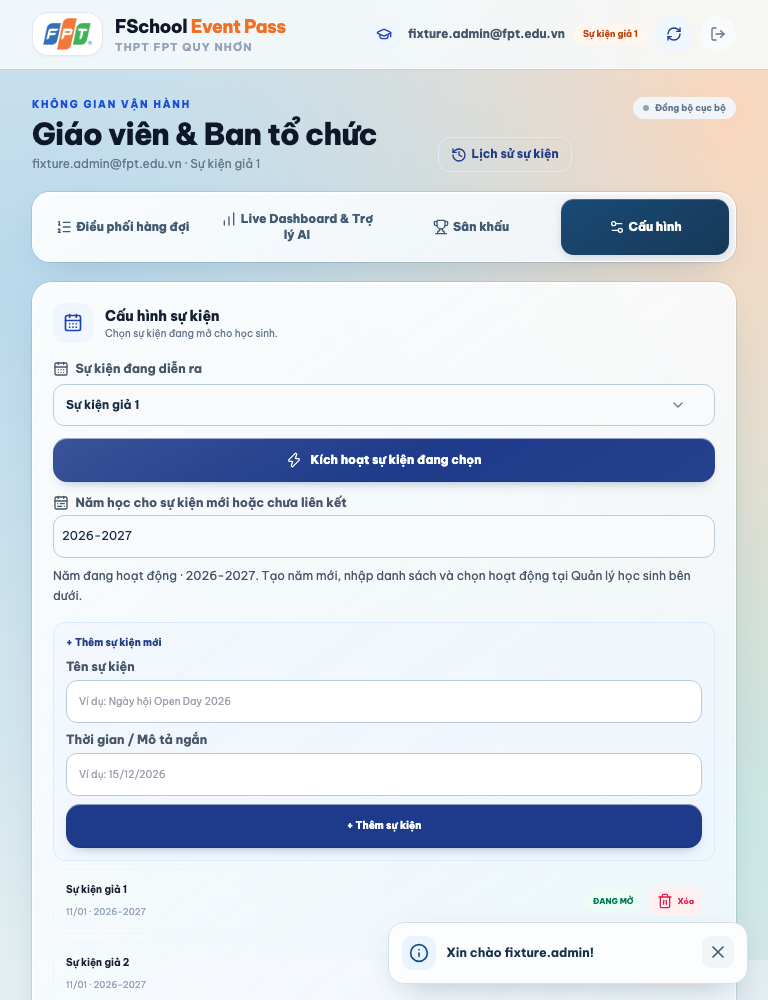 FPT
FSchool Event Pass
THPT FPT QUY NHƠN
fixture.admin@fpt.edu.vn
Sự kiện giả 1
KHÔNG GIAN VẬN HÀNH
Đồng bộ cục bộ
Giáo viên & Ban tổ chức
fixture.admin@fpt.edu.vn · Sự kiện giả 1
Lịch sử sự kiện
Điều phối hàng đợi
Live Dashboard & Trợ
lý AI
Sân khấu
Cấu hình
Cấu hình sự kiện
Chọn sự kiện đang mở cho học sinh.
Sự kiện đang diễn ra
Sự kiện giả 1
Kích hoạt sự kiện đang chọn
Năm học cho sự kiện mới hoặc chưa liên kết
2026-2027
Năm đang hoạt động · 2026-2027. Tạo năm mới, nhập danh sách và chọn hoạt động tại Quản lý học sinh bên
dưới.
+ Thêm sự kiện mới
Tên sự kiện
Ví dụ: Ngày hội Open Day 2026
Thời gian / Mô tả ngắn
Ví dụ: 15/12/2026
+ Thêm sự kiện
Sự kiện giả 1
11/01 · 2026-2027
ĐANG MỞ
Xóa
Sự kiện giả 2
11/01 · 2026-2027
Xin chào fixture.admin!